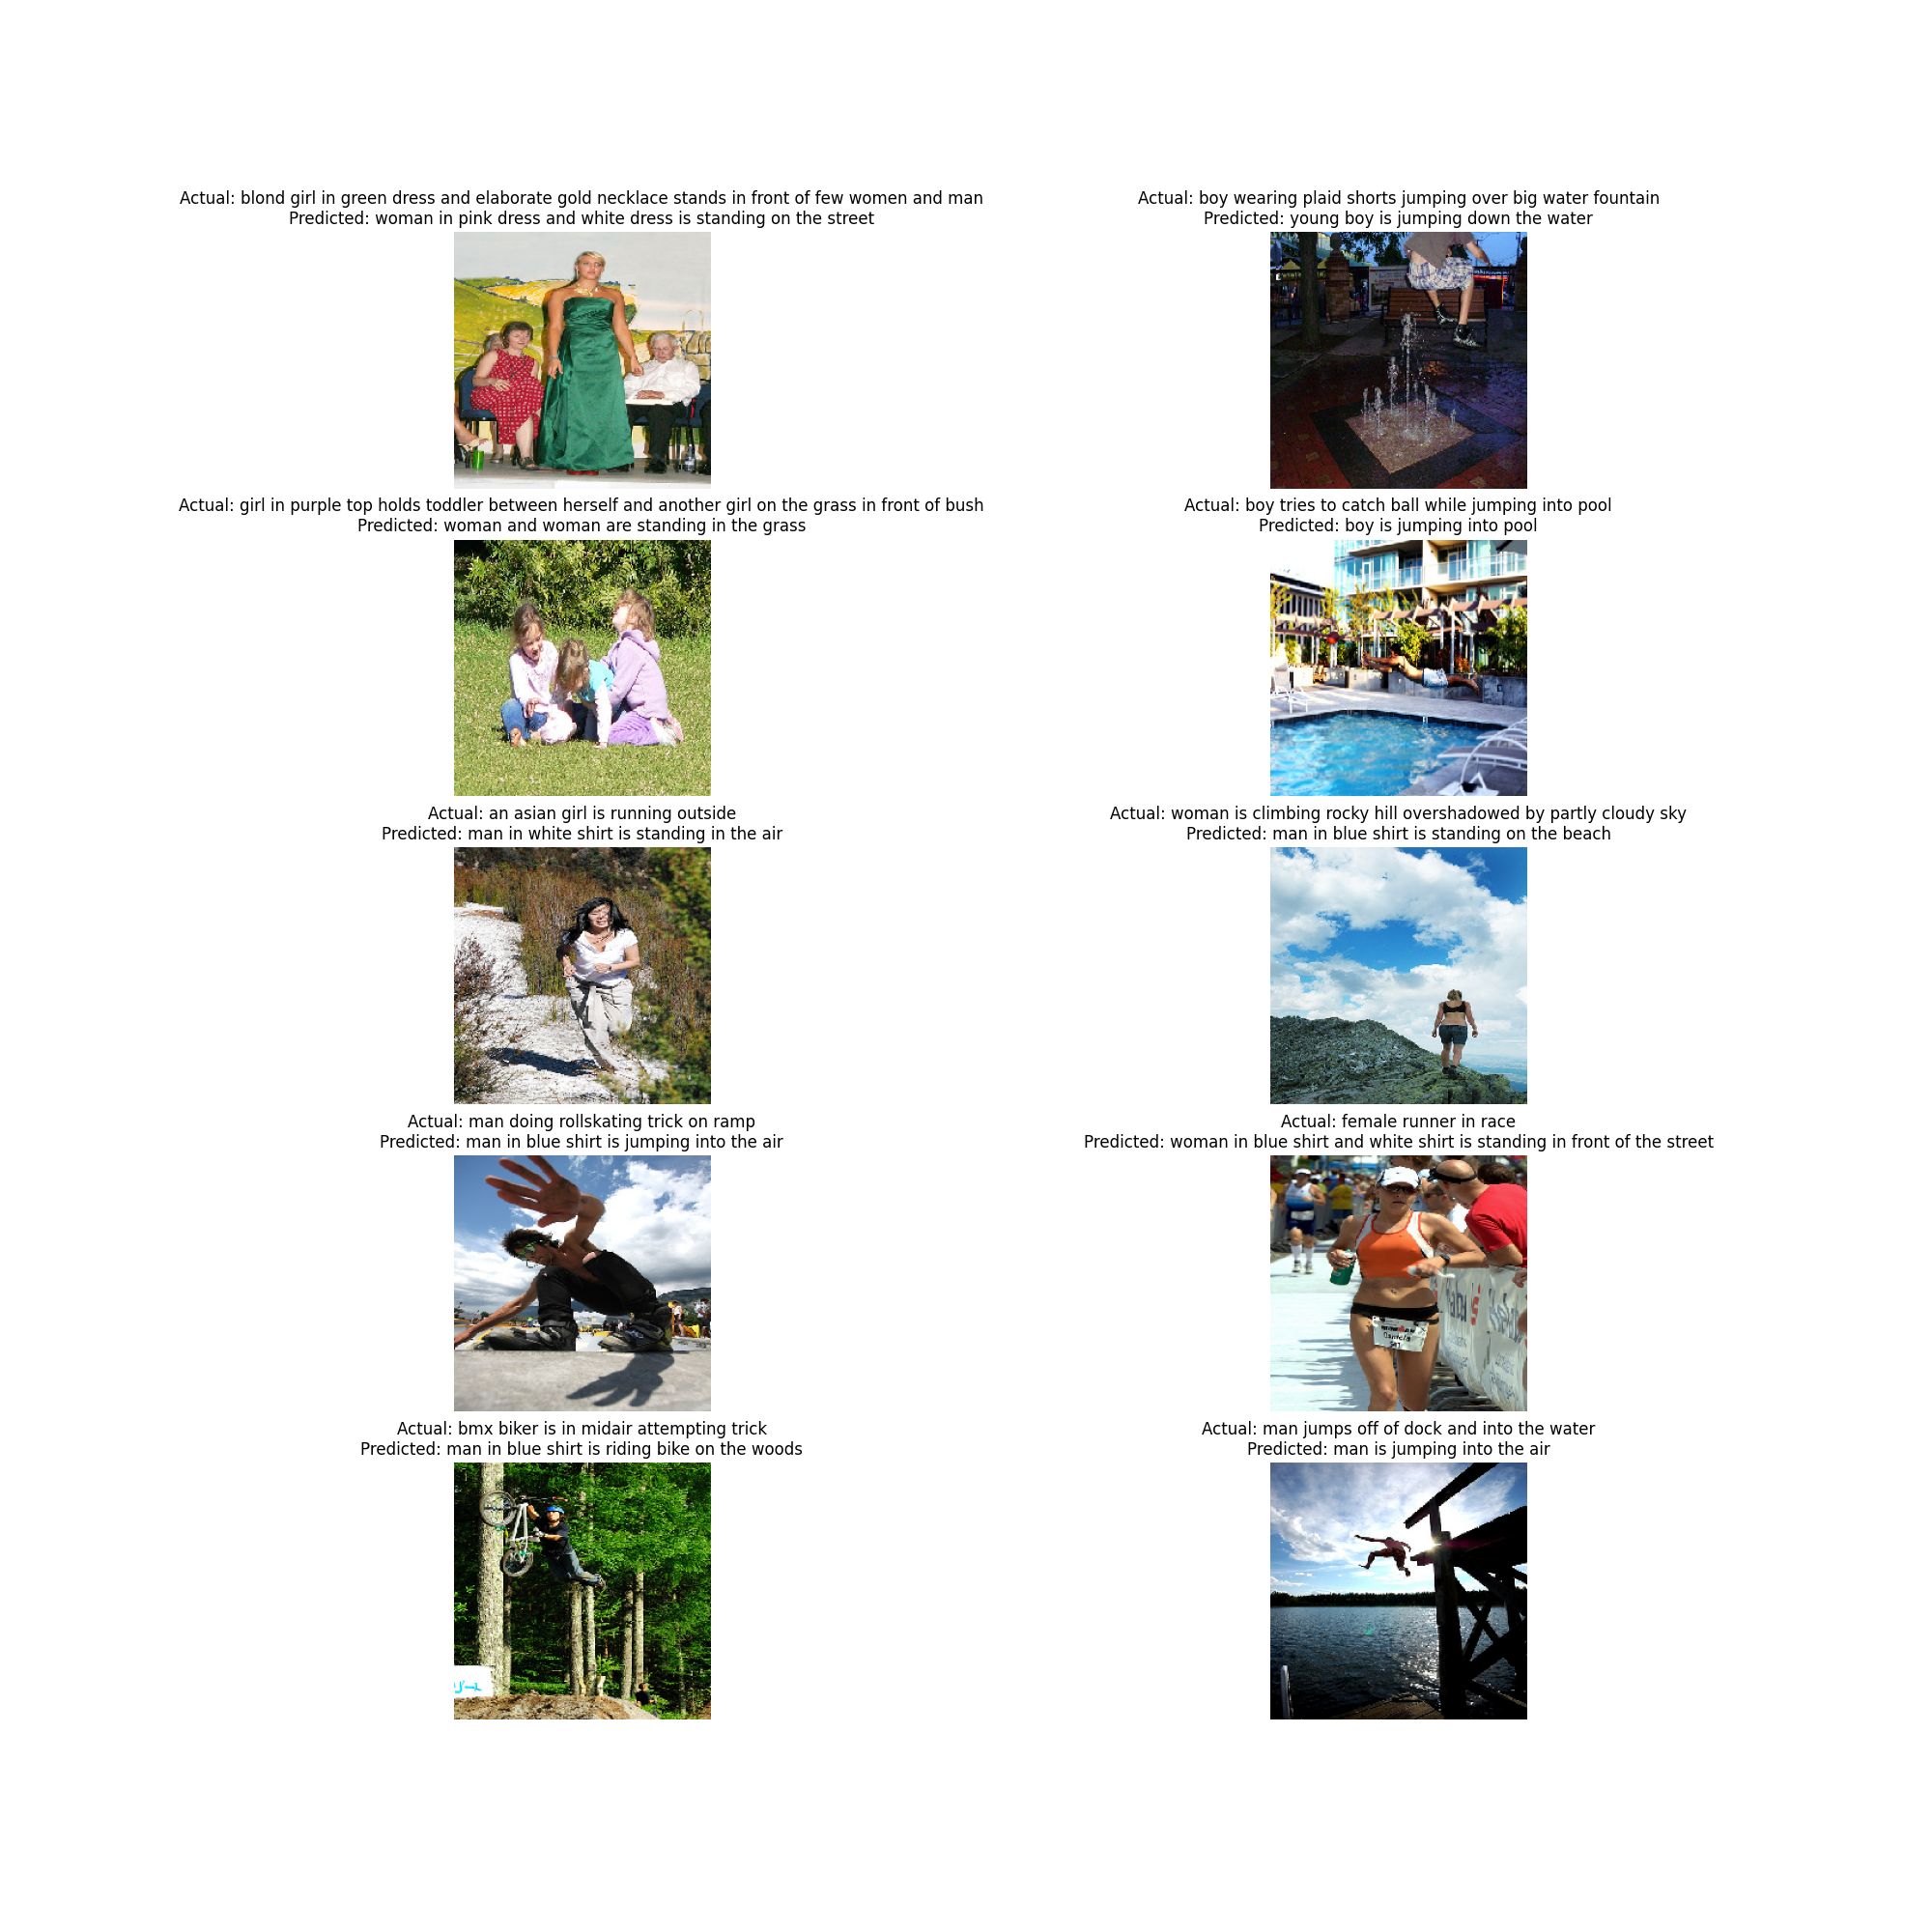 Actual: blond girl in green dress and elaborate gold necklace stands in front of few women and man
Predicted: woman in pink dress and white dress is standing on the street
Actual: boy wearing plaid shorts jumping over big water fountain
Predicted: young boy is jumping down the water
Actual: girl in purple top holds toddler between herself and another girl on the grass in front of bush
Predicted: woman and woman are standing in the grass
Actual: boy tries to catch ball while jumping into pool
Predicted: boy is jumping into pool
Actual: an asian girl is running outside
Predicted: man in white shirt is standing in the air
Actual: woman is climbing rocky hill overshadowed by partly cloudy sky
Predicted: man in blue shirt is standing on the beach
Actual: man doing rollskating trick on ramp
Predicted: man in blue shirt is jumping into the air
Actual: female runner in race
Predicted: woman in blue shirt and white shirt is standing in front of the street
Actual: bmx biker is in midair attempting trick
Predicted: man in blue shirt is riding bike on the woods
Actual: man jumps off of dock and into the water
Predicted: man is jumping into the air